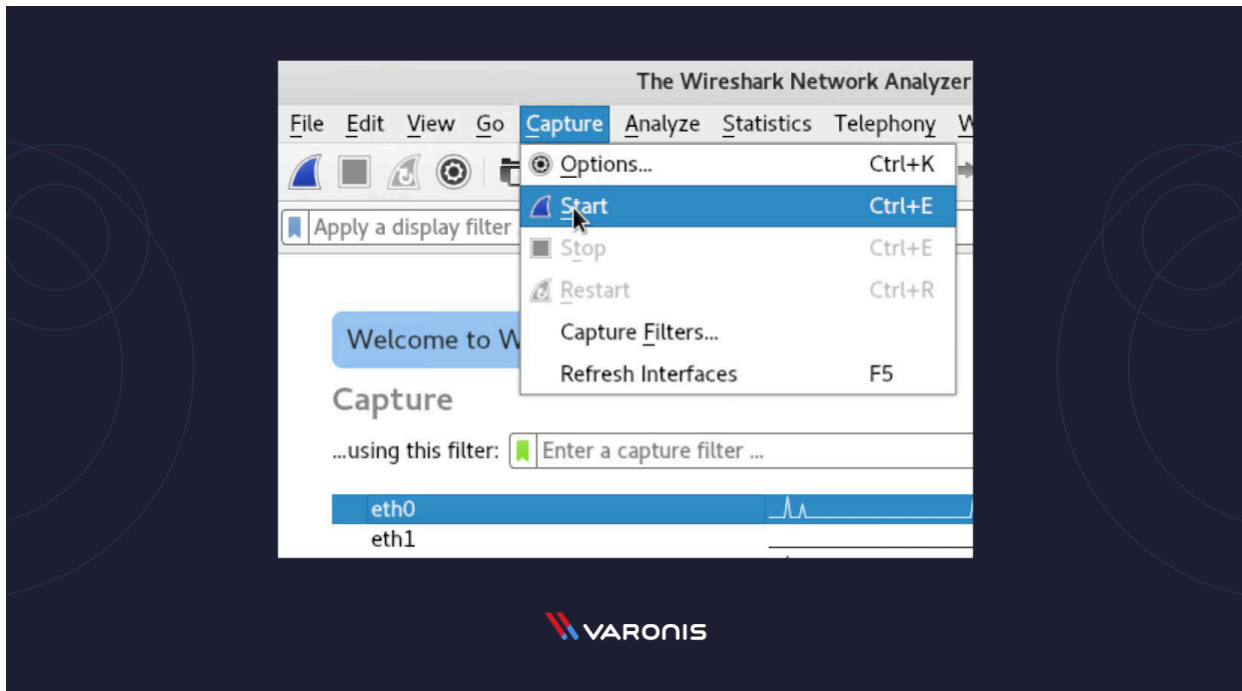 The Wireshark Network Analyzer
File Edit View Go Capture Analyze Statistics Telephony W
Options... Ctrl+K
Apply a display filter
Start Ctrl+E
Stop Ctrl+E
Restart Ctrl+R
Welcome to W
Capture Filters...
Refresh Interfaces F5
Capture
...using this filter: Enter a capture filter ...
eth0
eth1
VARONIS